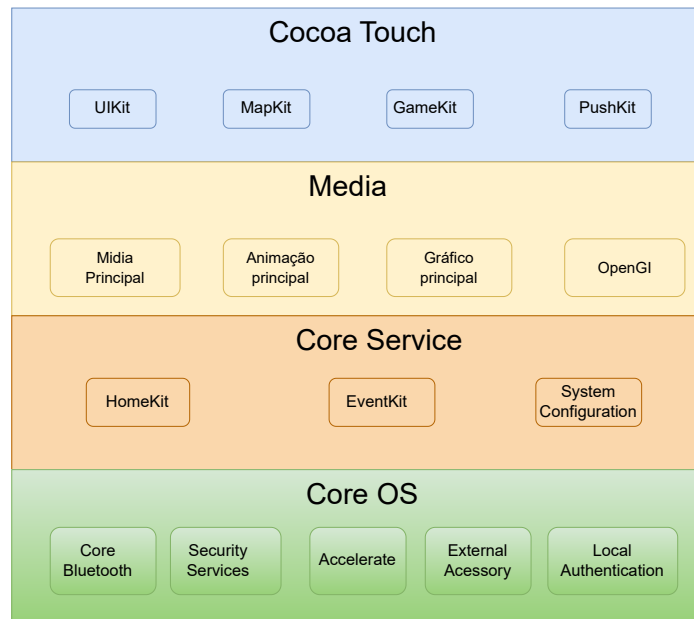 Cocoa Touch
UIKit
MapKit
GameKit
PushKit
Media
Midia
Principal
Animação
principal
Gráfico
principal
OpenGl
Core Service
HomeKit
EventKit
System
Configuration
Core OS
Core
Bluetooth
Security
Services
Accelerate
External
Acessory
Local
Authentication